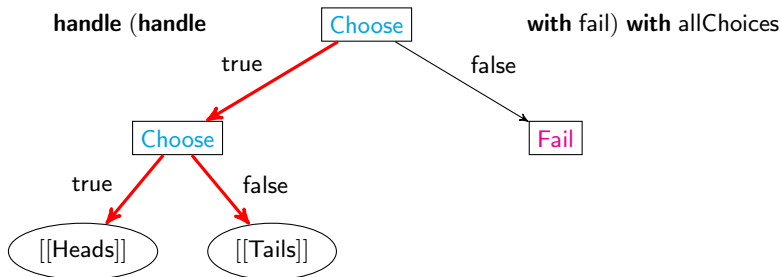 handle (handle Choose with fail) with allChoices
true false
Choose Fail
true false
[[Heads]] [[Tails]]